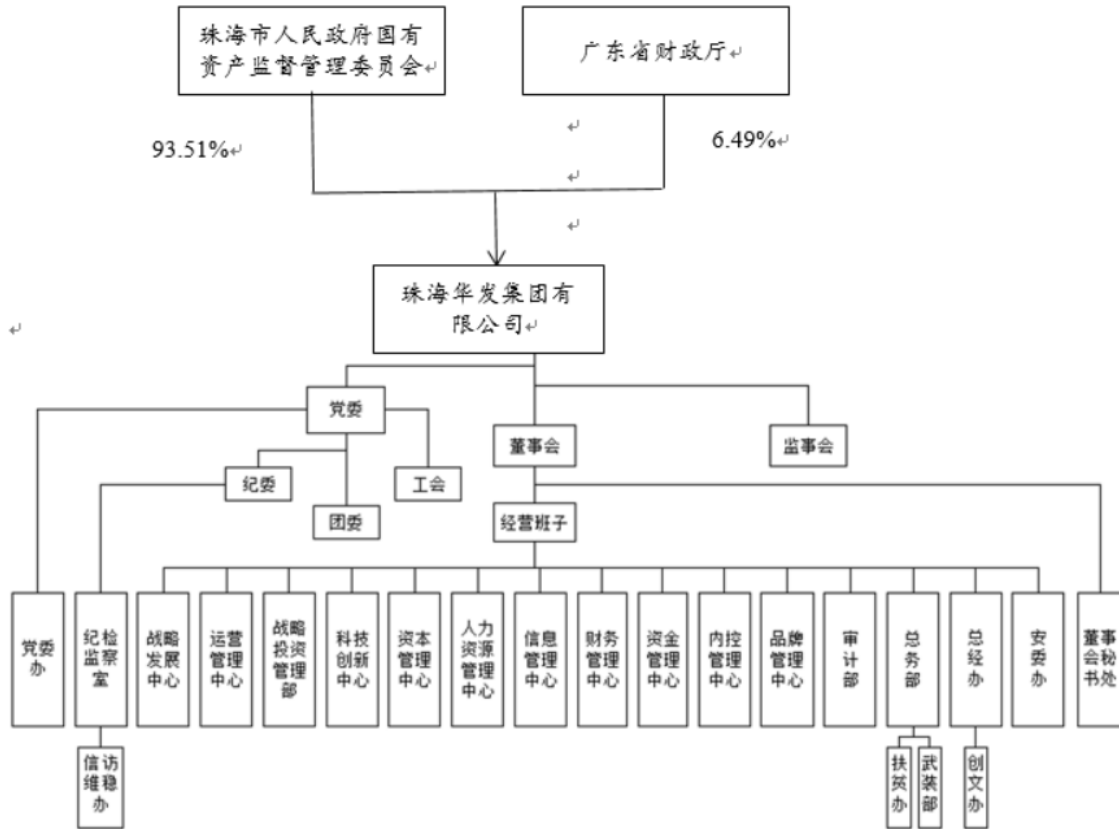 珠海市人民政府国有
资产监督管理委员会
广东省财政厅
93.51%
6.49%
珠海华发集团有
限公司
党委
董事会
监事会
纪委
工会
团委
经营班子
党委
办
纪检
监察
室
战略
发展
中心
运营
管理
中心
战略
投资
管理
部
科技
创新
中心
资本
管理
中心
人力
资源
管理
中心
信息
管理
中心
财务
管理
中心
资金
管理
中心
内控
管理
中心
品牌
管理
中心
审
计
部
总
务
部
总
经
办
安
委
办
董事
会秘
书处
信访
维稳
办
扶
贫
办
武
装
部
创
文
办